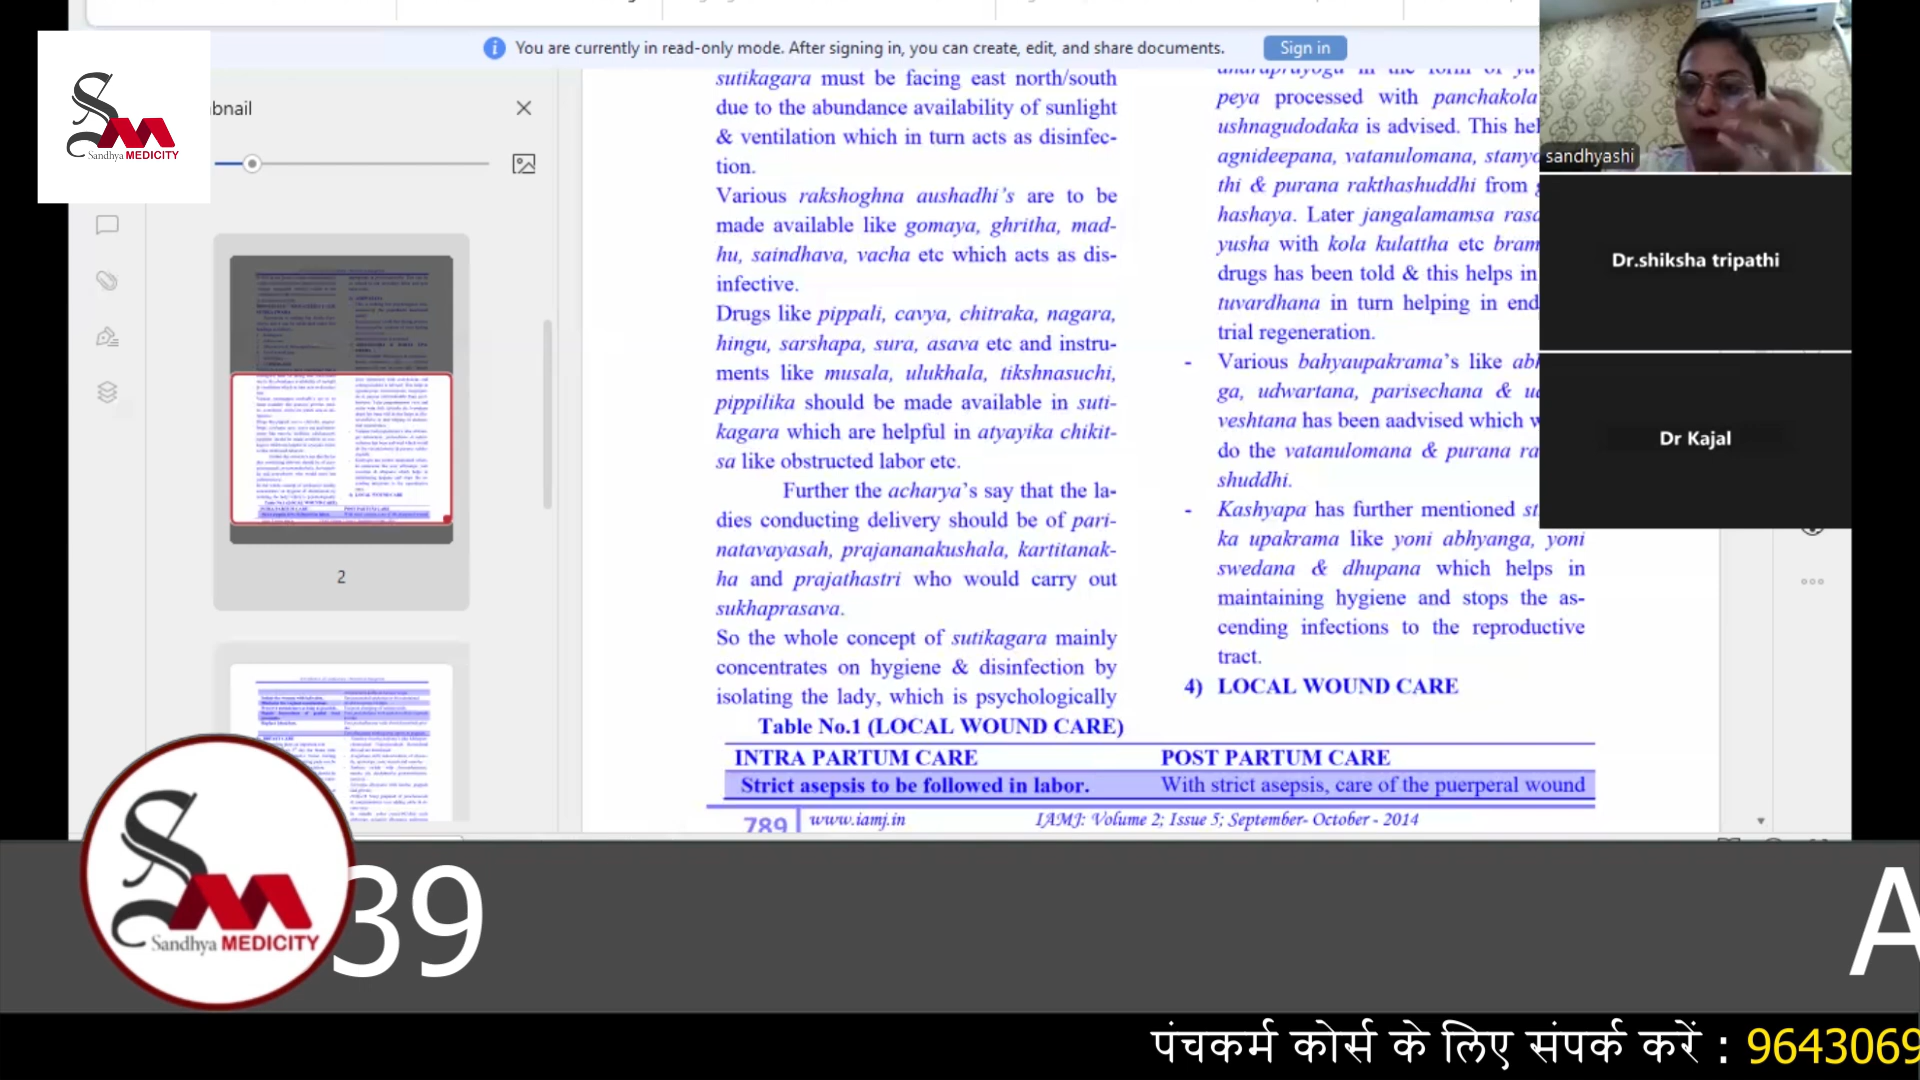 You are currently in read-only mode. After signing in, you can create, edit, and share documents.
Sign in
SM
Sandhya MEDICITY
bnail
2
sutikagara must be facing east north/south
due to the abundance availability of sunlight
& ventilation which in turn acts as disinfec-
tion.
Various rakshoghna aushadhi's are to be
made available like gomaya, ghritha, mad-
hu, saindhava, vacha etc which acts as dis-
infective.
Drugs like pippali, cavya, chitraka, nagara,
hingu, sarshapa, sura, asava etc and instru-
ments like musala, ulukhala, tikshnasuchi,
pippilika should be made available in suti-
kagara which are helpful in atyayika chikit-
sa like obstructed labor etc.
Further the acharya's say that the la-
dies conducting delivery should be of pari-
natavayasah, prajananakushala, kartitanak-
ha and prajathastri who would carry out
sukhaprasava.
So the whole concept of sutikagara mainly
concentrates on hygiene & disinfection by
isolating the lady, which is psychologically
peya processed with panchakola
ushnagudodaka is advised. This hel
agnideepana, vatanulomana, stany
thi & purana rakthashuddhi from
hashaya. Later jangalamamsa rasa
yusha with kola kulattha etc bram
drugs has been told & this helps in
tuvardhana in turn helping in end
trial regeneration.
- Various bahyaupakrama's like abh
ga, udwartana, parisechana & u
veshtana has been aadvised which w
do the vatanulomana & purana ra
shuddhi.
- Kashyapa has further mentioned st
ka upakrama like yoni abhyanga, yoni
swedana & dhupana which helps in
maintaining hygiene and stops the as-
cending infections to the reproductive
tract.
4) LOCAL WOUND CARE
Table No.1 (LOCAL WOUND CARE)
INTRA PARTUM CARE POST PARTUM CARE
Strict asepsis to be followed in labor. With strict asepsis, care of the puerperal wound
789 www.iamj.in IAMJ: Volume 2; Issue 5; September- October - 2014
sandhyashi
Dr.shiksha tripathi
Dr Kajal
SM
Sandhya MEDICITY
39
A
पंचकर्म कोर्स के लिए संपर्क करें : 9643069